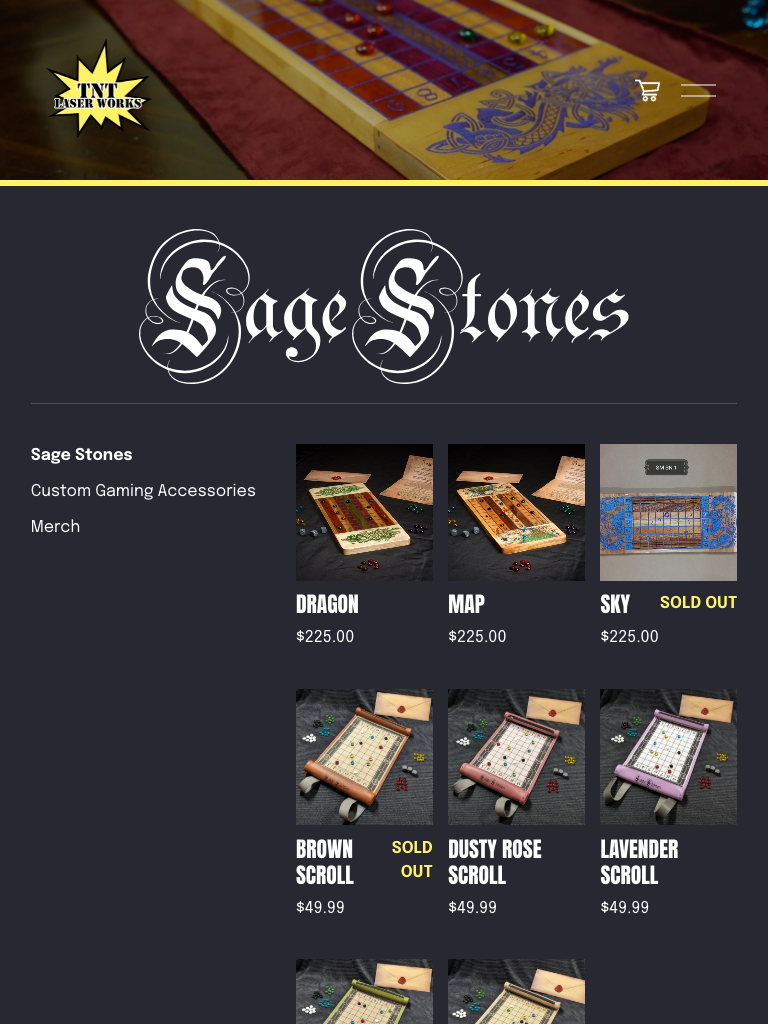 TNT
LASER WORKS
Sage Stones
Sage Stones
Custom Gaming Accessories
Merch
DRAGON
$225.00
MAP
$225.00
SKY
SOLD OUT
$225.00
BROWN
SCROLL
SOLD
OUT
$49.99
DUSTY ROSE
SCROLL
$49.99
LAVENDER
SCROLL
$49.99